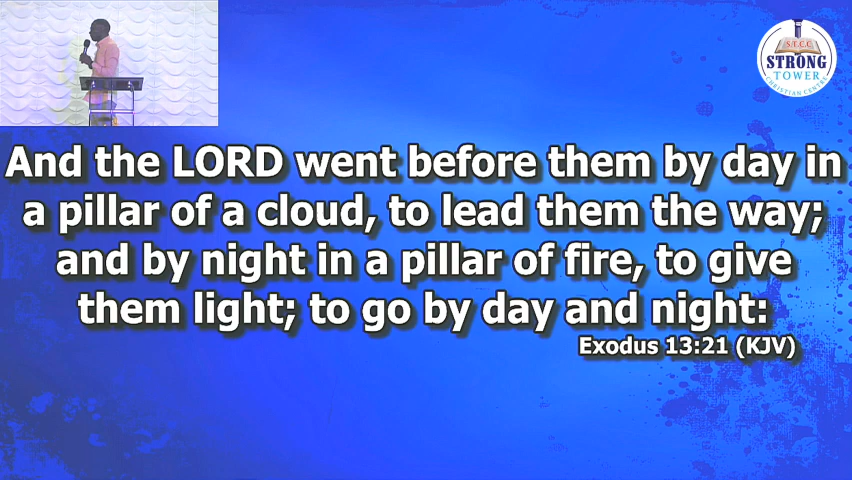 S.T.C.C
STRONG
TOWER
CHRISTIAN CENTRE
And the LORD went before them by day in
a pillar of a cloud, to lead them the way;
and by night in a pillar of fire, to give
them light; to go by day and night:
Exodus 13:21 (KJV)